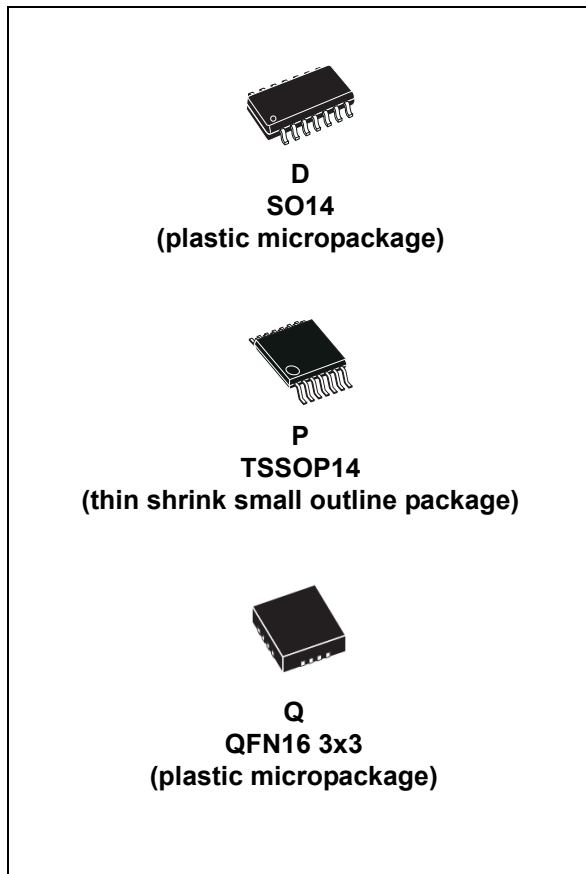 D
SO14
(plastic micropackage)
P
TSSOP14
(thin shrink small outline package)
Q
QFN16 3x3
(plastic micropackage)